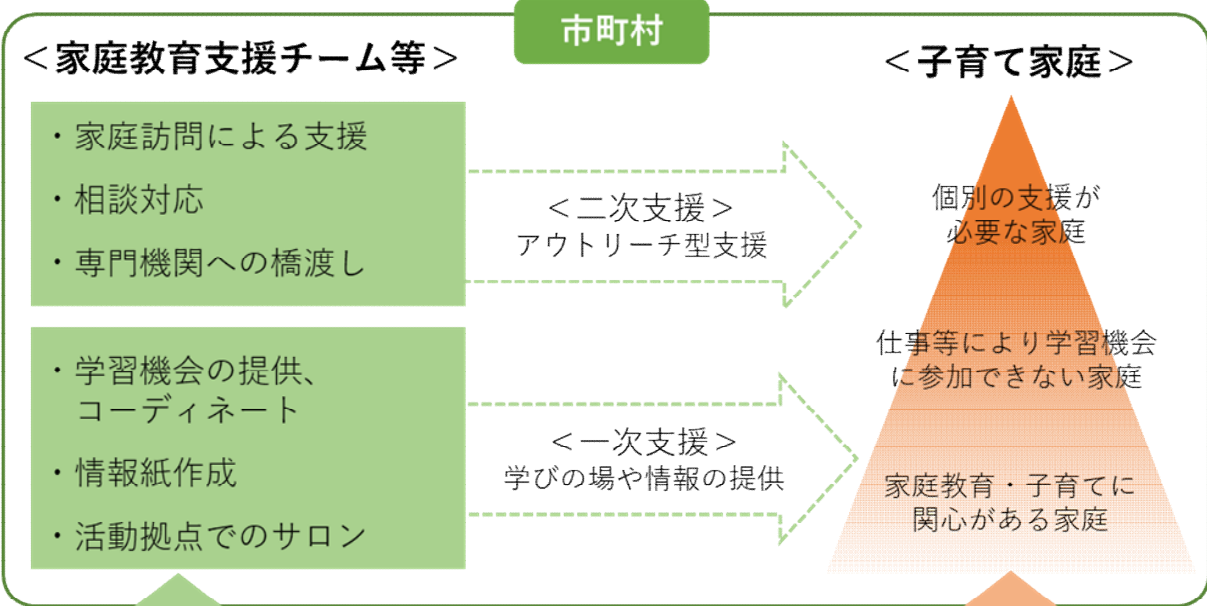 市町村
＜家庭教育支援チーム等＞
・家庭訪問による支援
・相談対応
・専門機関への橋渡し
・学習機会の提供、
コーディネート
・情報紙作成
・活動拠点でのサロン
＜二次支援＞
アウトリーチ型支援
＜一次支援＞
学びの場や情報の提供
＜子育て家庭＞
個別の支援が
必要な家庭
仕事等により学習機会
に参加できない家庭
家庭教育・子育てに
関心がある家庭